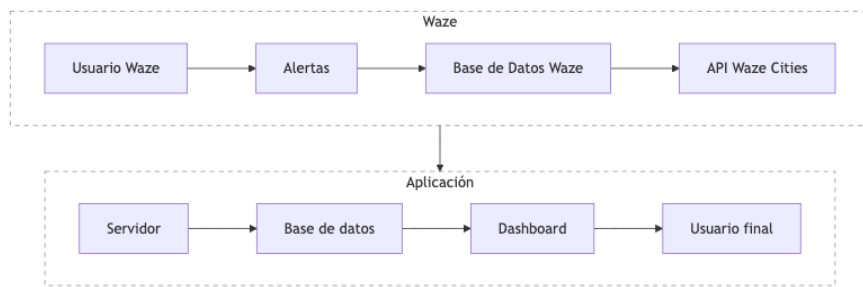 Waze
Usuario Waze
Alertas
Base de Datos Waze
API Waze Cities
Aplicación
Servidor
Base de datos
Dashboard
Usuario final